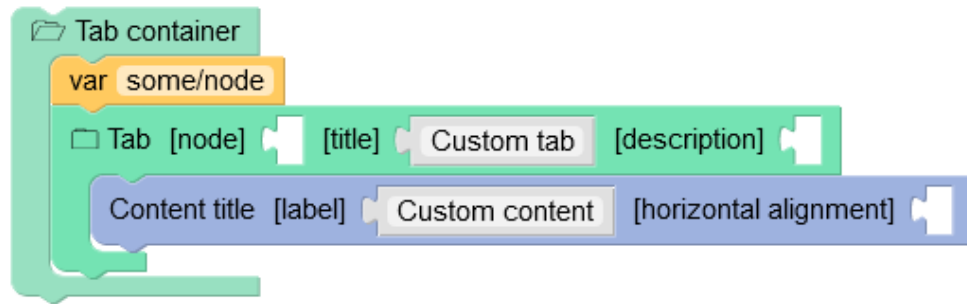 Tab container
var some/node
Tab [node] [title] Custom tab [description]
Content title [label] Custom content [horizontal alignment]